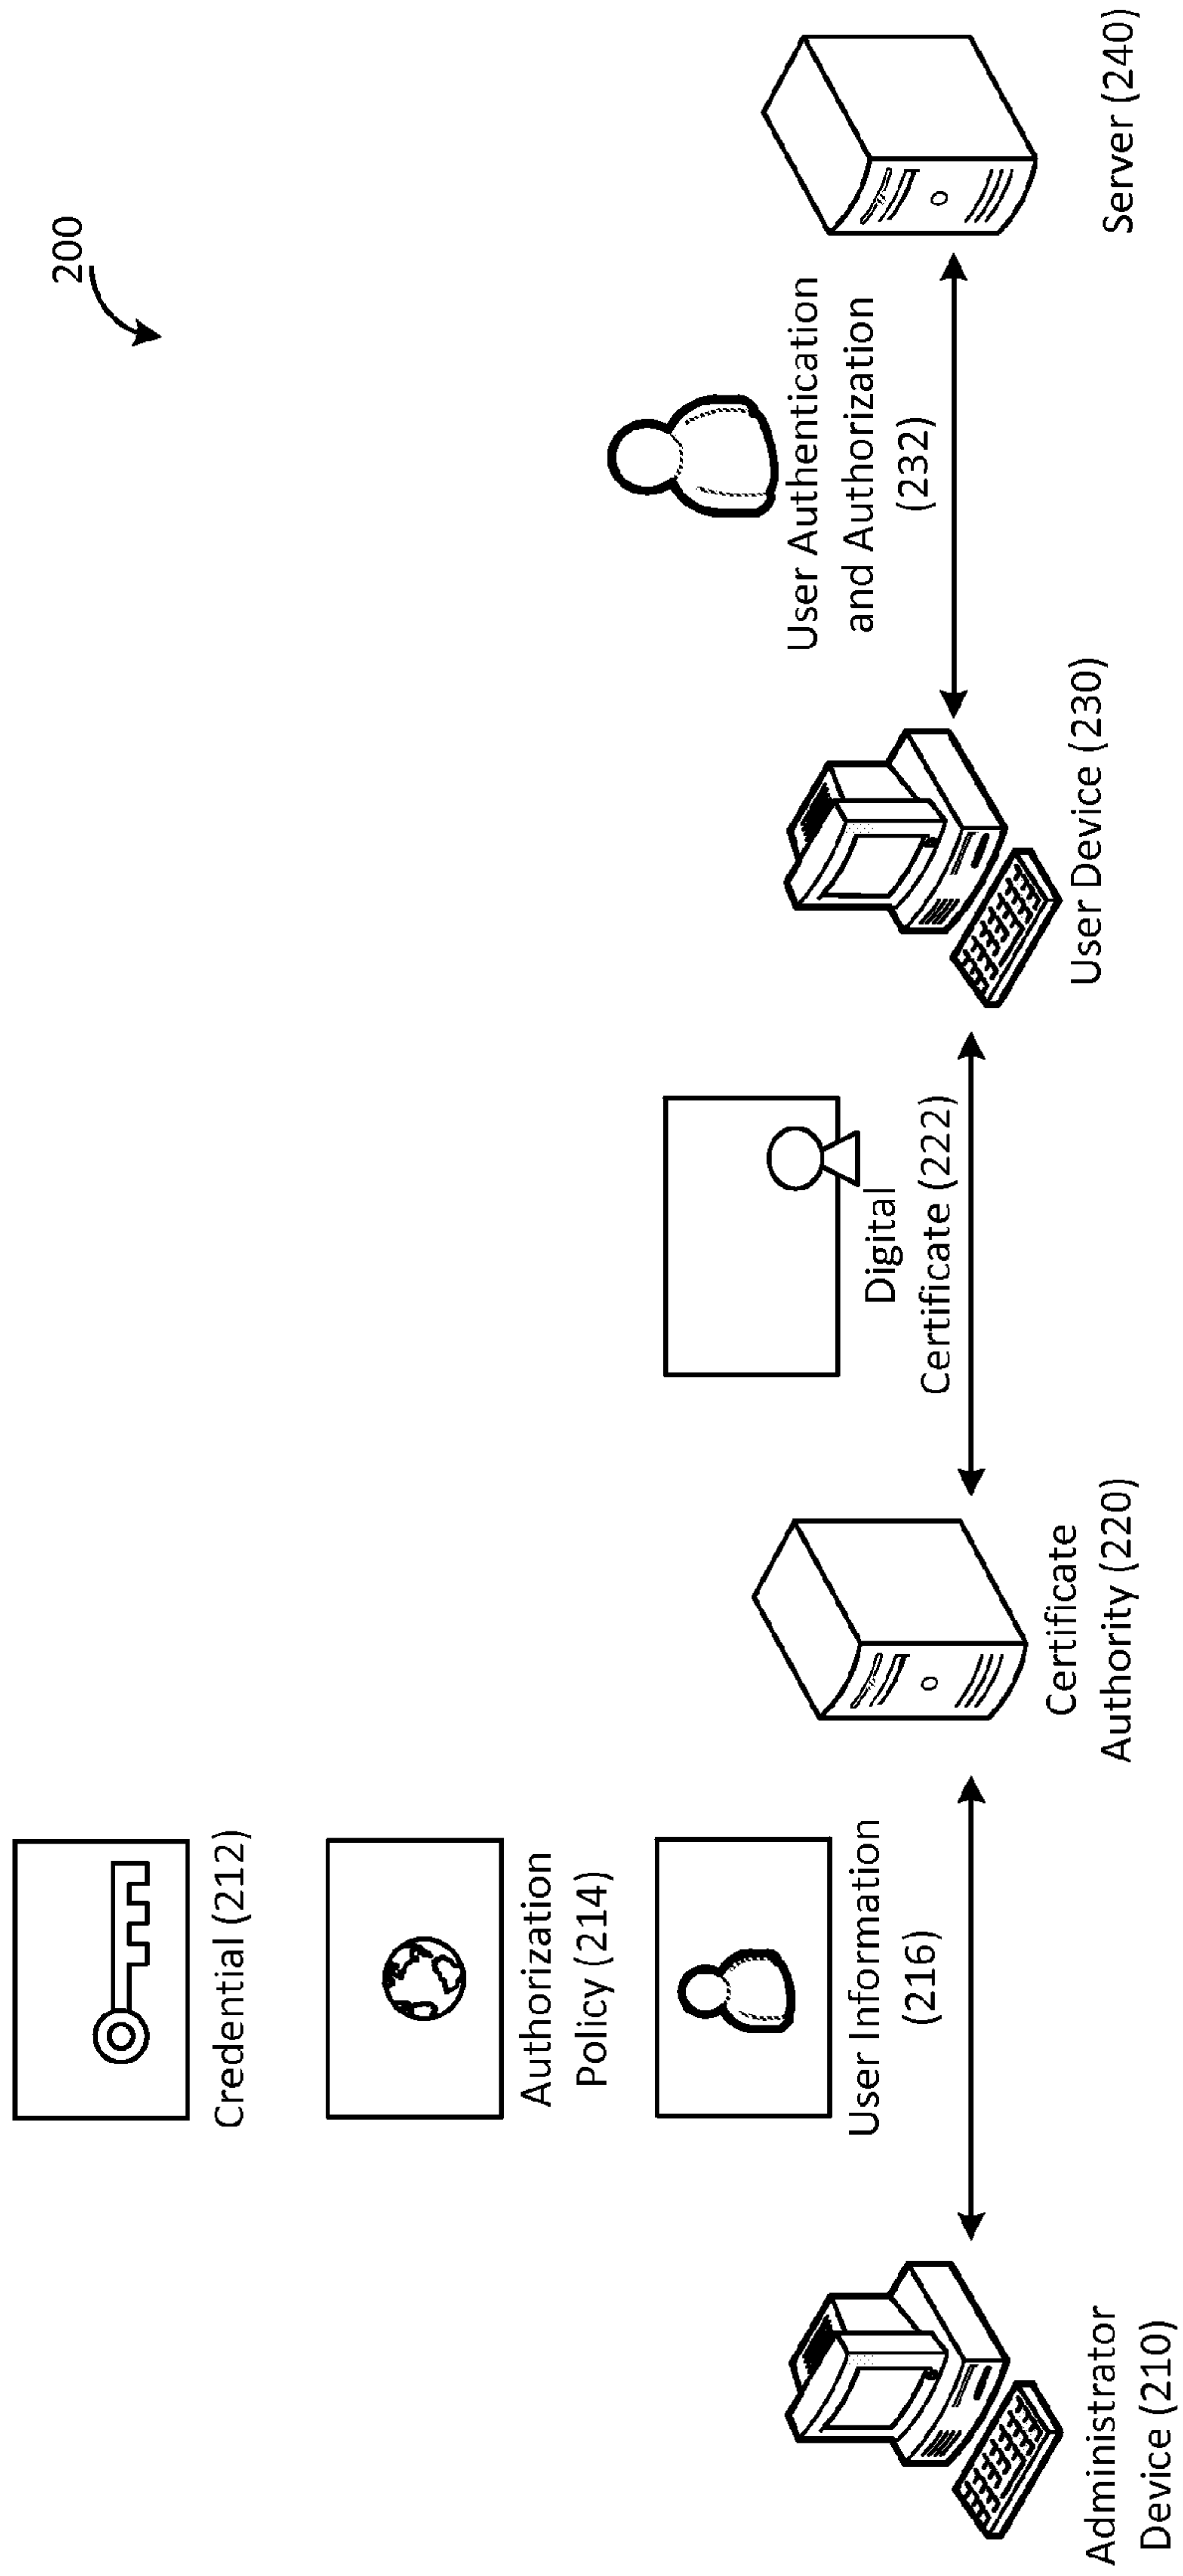 200
Credential (212)
Authorization
Policy (214)
User Information
(216)
Digital
Certificate (222)
User Authentication
and Authorization
(232)
Administrator
Device (210)
Certificate
Authority (220)
User Device (230)
Server (240)